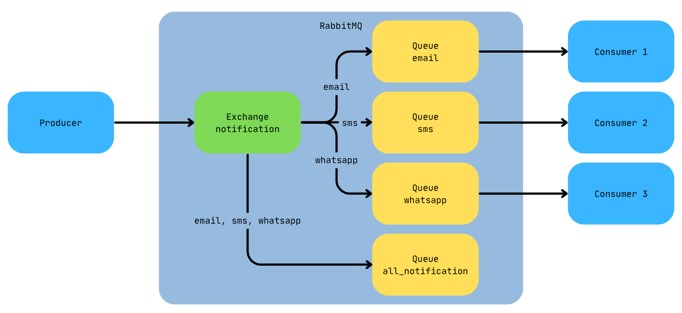 RabbitMQ
Queue
email
Consumer 1
email
Producer
Exchange
notification
sms
Queue
sms
Consumer 2
whatsapp
Queue
whatsapp
Consumer 3
email, sms, whatsapp
Queue
all_notification